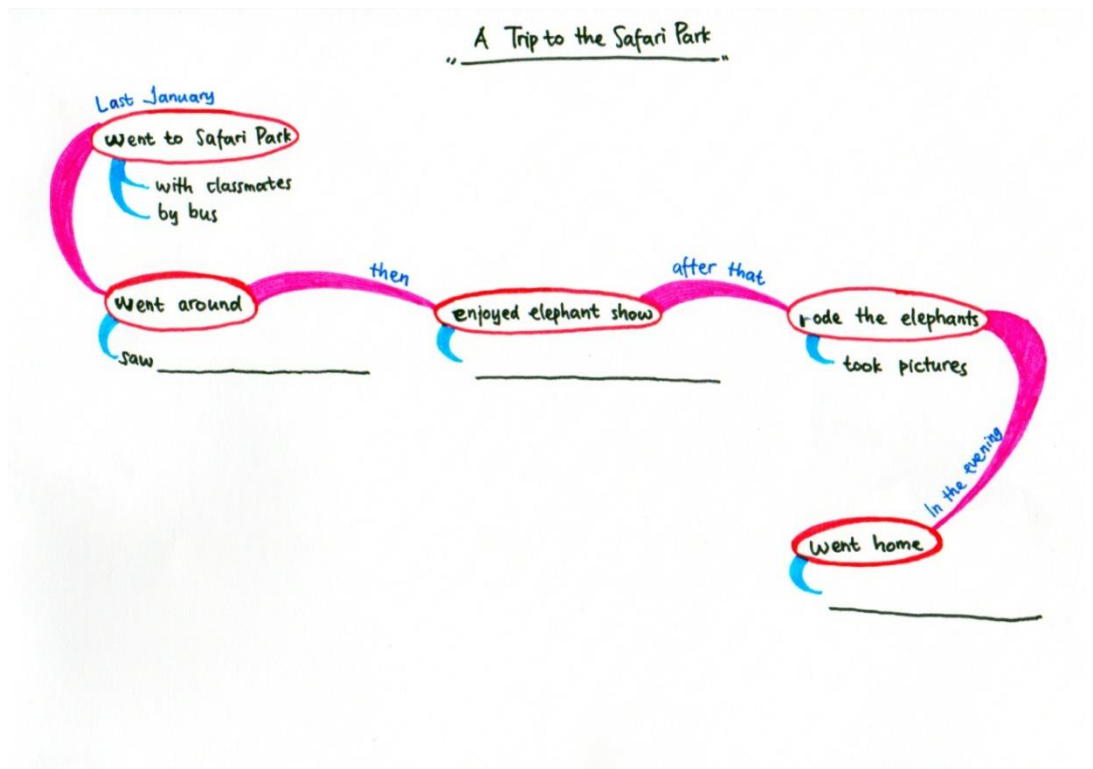 "A Trip to the Safari Park"
Last January
went to Safari Park
with classmates
by bus
went around
saw
then
enjoyed elephant show
after that
rode the elephants
took pictures
In the evening
went home